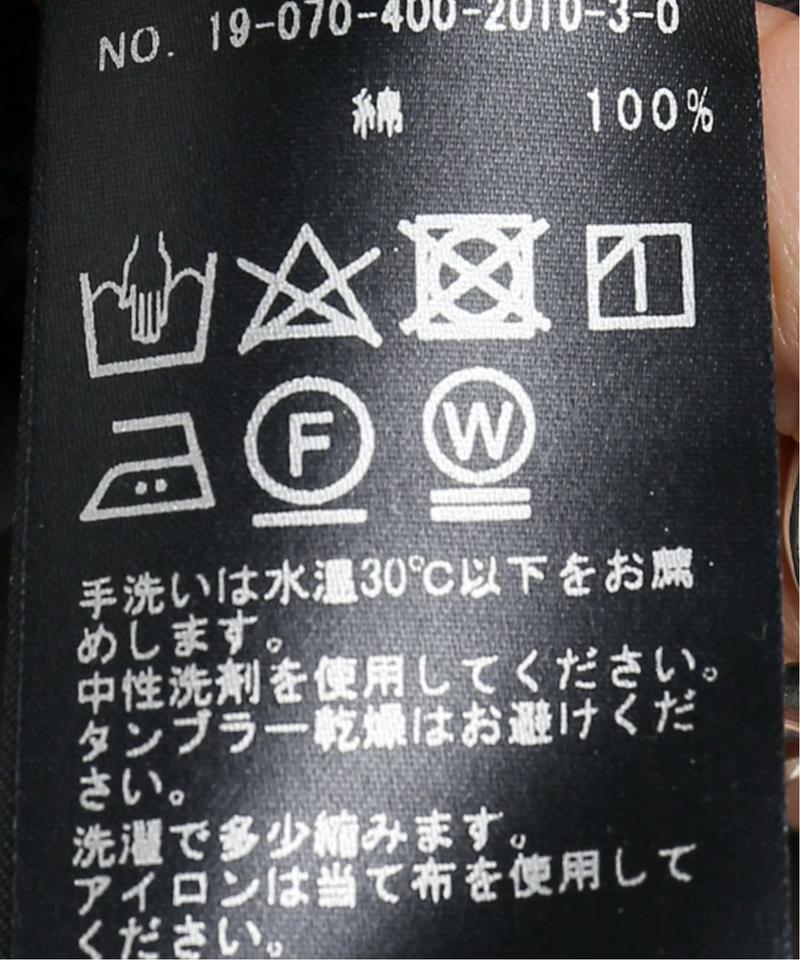 NO. 19-070-400-2010-3-0
綿 100%
F W
手洗いは水温30℃以下をお薦
めします。
中性洗剤を使用してください。
タンブラー乾燥はお避けくだ
さい。
洗濯で多少縮みます。
アイロンは当て布を使用して
ください。